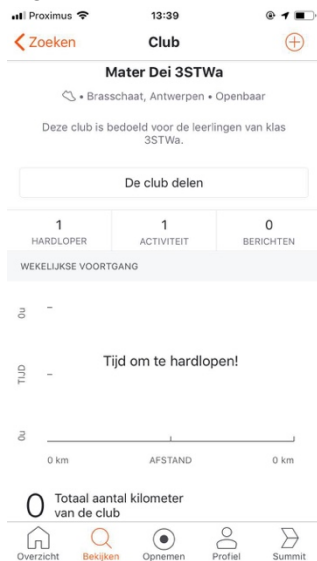 Proximus 13:39
Zoeken Club
Mater Dei 3STWa
• Brasschaat, Antwerpen • Openbaar
Deze club is bedoeld voor de leerlingen van klas
3STWa.
De club delen
1 1 0
HARDLOPER ACTIVITEIT BERICHTEN
WEKELIJKSE VOORTGANG
0u
Tijd om te hardlopen!
TIJD
0u
0 km AFSTAND 0 km
0 Totaal aantal kilometer
van de club
Overzicht Bekijken Opnemen Profiel Summit